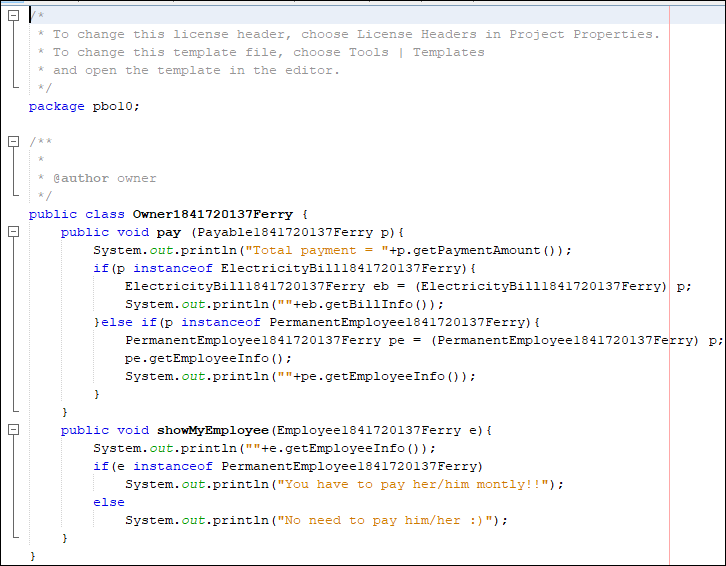 /*
 * To change this license header, choose License Headers in Project Properties.
 * To change this template file, choose Tools | Templates
 * and open the template in the editor.
 */
package pbo10;

/**
 *
 * @author owner
 */
public class Owner1841720137Ferry {
    public void pay (Payable1841720137Ferry p){
        System.out.println("Total payment = "+p.getPaymentAmount());
        if(p instanceof ElectricityBill1841720137Ferry){
            ElectricityBill1841720137Ferry eb = (ElectricityBill1841720137Ferry) p;
            System.out.println(""+eb.getBillInfo());
        }else if(p instanceof PermanentEmployee1841720137Ferry){
            PermanentEmployee1841720137Ferry pe = (PermanentEmployee1841720137Ferry) p;
            pe.getEmployeeInfo();
            System.out.println(""+pe.getEmployeeInfo());
        }
    }
    public void showMyEmployee(Employee1841720137Ferry e){
        System.out.println(""+e.getEmployeeInfo());
        if(e instanceof PermanentEmployee1841720137Ferry)
            System.out.println("You have to pay her/him montly!!");
        else
            System.out.println("No need to pay him/her :)");
    }
}